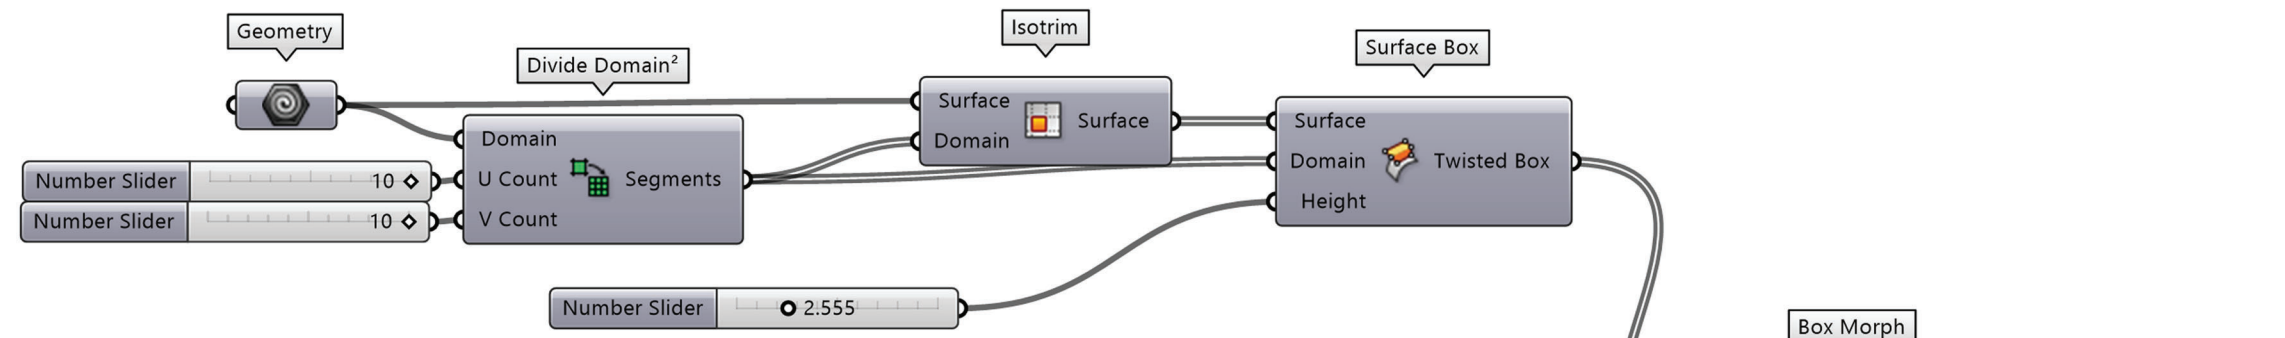 Geometry
Divide Domain²
Isotrim
Surface Box
Domain
U Count
V Count
Segments
Number Slider 10
Number Slider 10
Surface
Domain
Surface
Surface
Domain
Height
Twisted Box
Number Slider 2.555
Box Morph